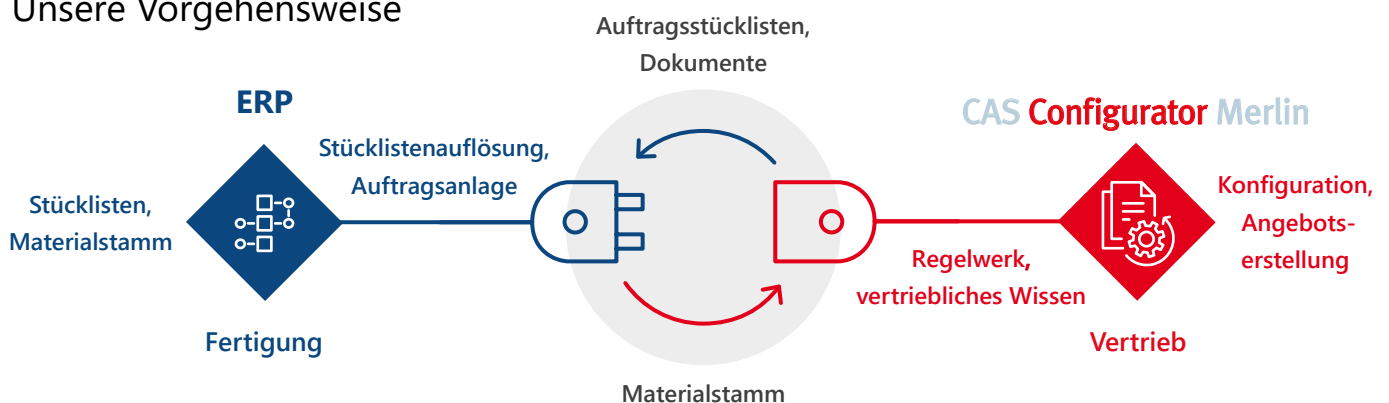 Unsere Vorgehensweise
Auftragsstücklisten,
Dokumente
ERP
CAS Configurator Merlin
Stücklistenauflösung,
Auftragsanlage
Stücklisten,
Materialstamm
Konfiguration,
Angebots-
erstellung
Regelwerk,
vertriebliches Wissen
Fertigung
Vertrieb
Materialstamm